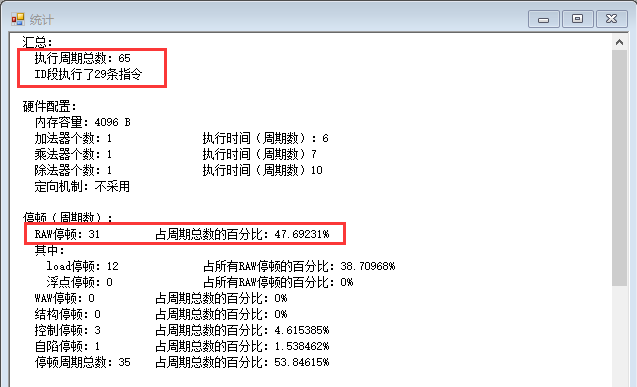 统计
汇总:
执行周期总数: 65
ID段执行了29条指令
硬件配置:
内存容量: 4096 B
加法器个数: 1 执行时间（周期数）: 6
乘法器个数: 1 执行时间（周期数）7
除法器个数: 1 执行时间（周期数）10
定向机制: 不采用
停顿（周期数）:
RAW停顿: 31 占周期总数的百分比: 47.69231%
其中:
load停顿: 12 占所有RAW停顿的百分比: 38.70968%
浮点停顿: 0 占所有RAW停顿的百分比: 0%
WAW停顿: 0 占周期总数的百分比: 0%
结构停顿: 0 占周期总数的百分比: 0%
控制停顿: 3 占周期总数的百分比: 4.615385%
自陷停顿: 1 占周期总数的百分比: 1.538462%
停顿周期总数: 35 占周期总数的百分比: 53.84615%